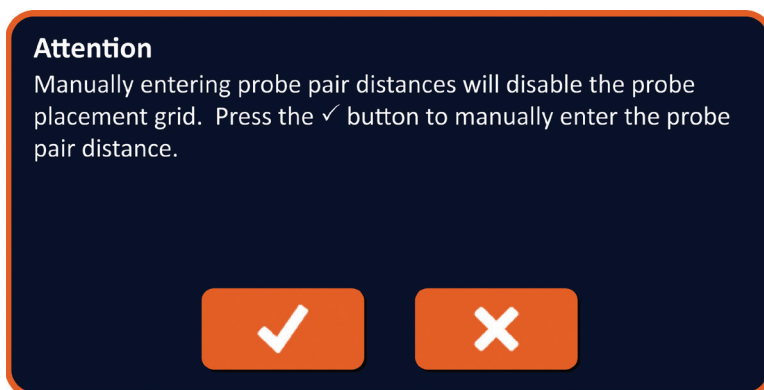 Attention
Manually entering probe pair distances will disable the probe
placement grid.  Press the ✓ button to manually enter the probe
pair distance.